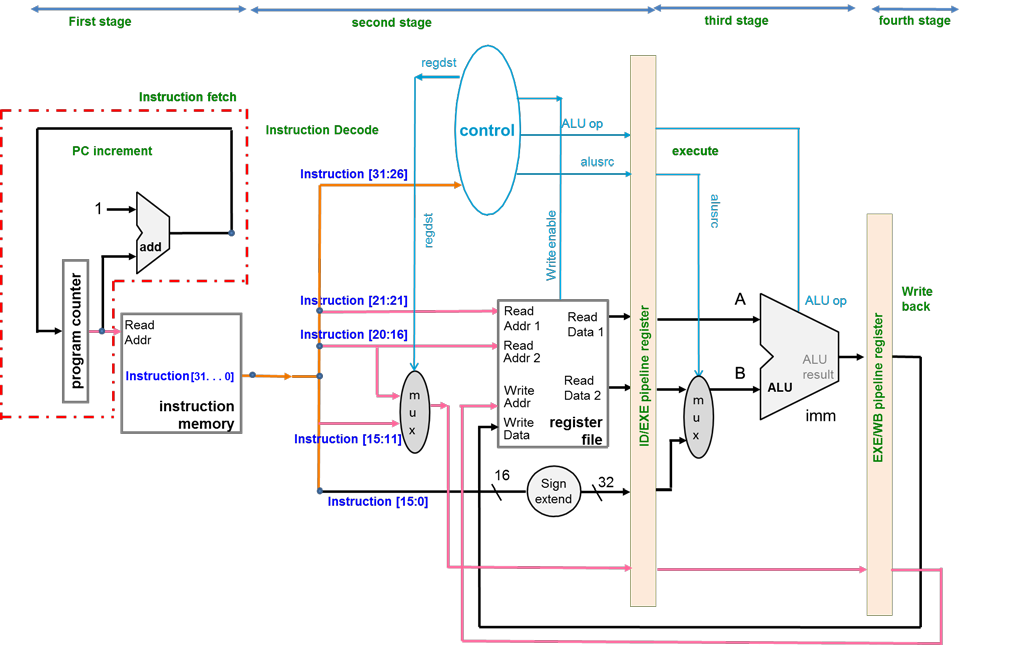 First stage
second stage
third stage
fourth stage
Instruction fetch
PC increment
1
add
program counter
Read
Addr
Instruction[31. . . 0]
instruction
memory
Instruction Decode
regdst
control
ALU op
alusrc
Instruction [31:26]
regdst
Write enable
Instruction [21:21]
Instruction [20:16]
Instruction [15:11]
Instruction [15:0]
m
u
x
Read
Addr 1
Read
Addr 2
Write
Addr
Write
Data
Read
Data 1
Read
Data 2
register
file
16
Sign
extend
32
ID/EXE pipeline register
execute
alusrc
m
u
x
A
B
ALU op
ALU
result
ALU
imm
EXE/WB pipeline register
Write
back